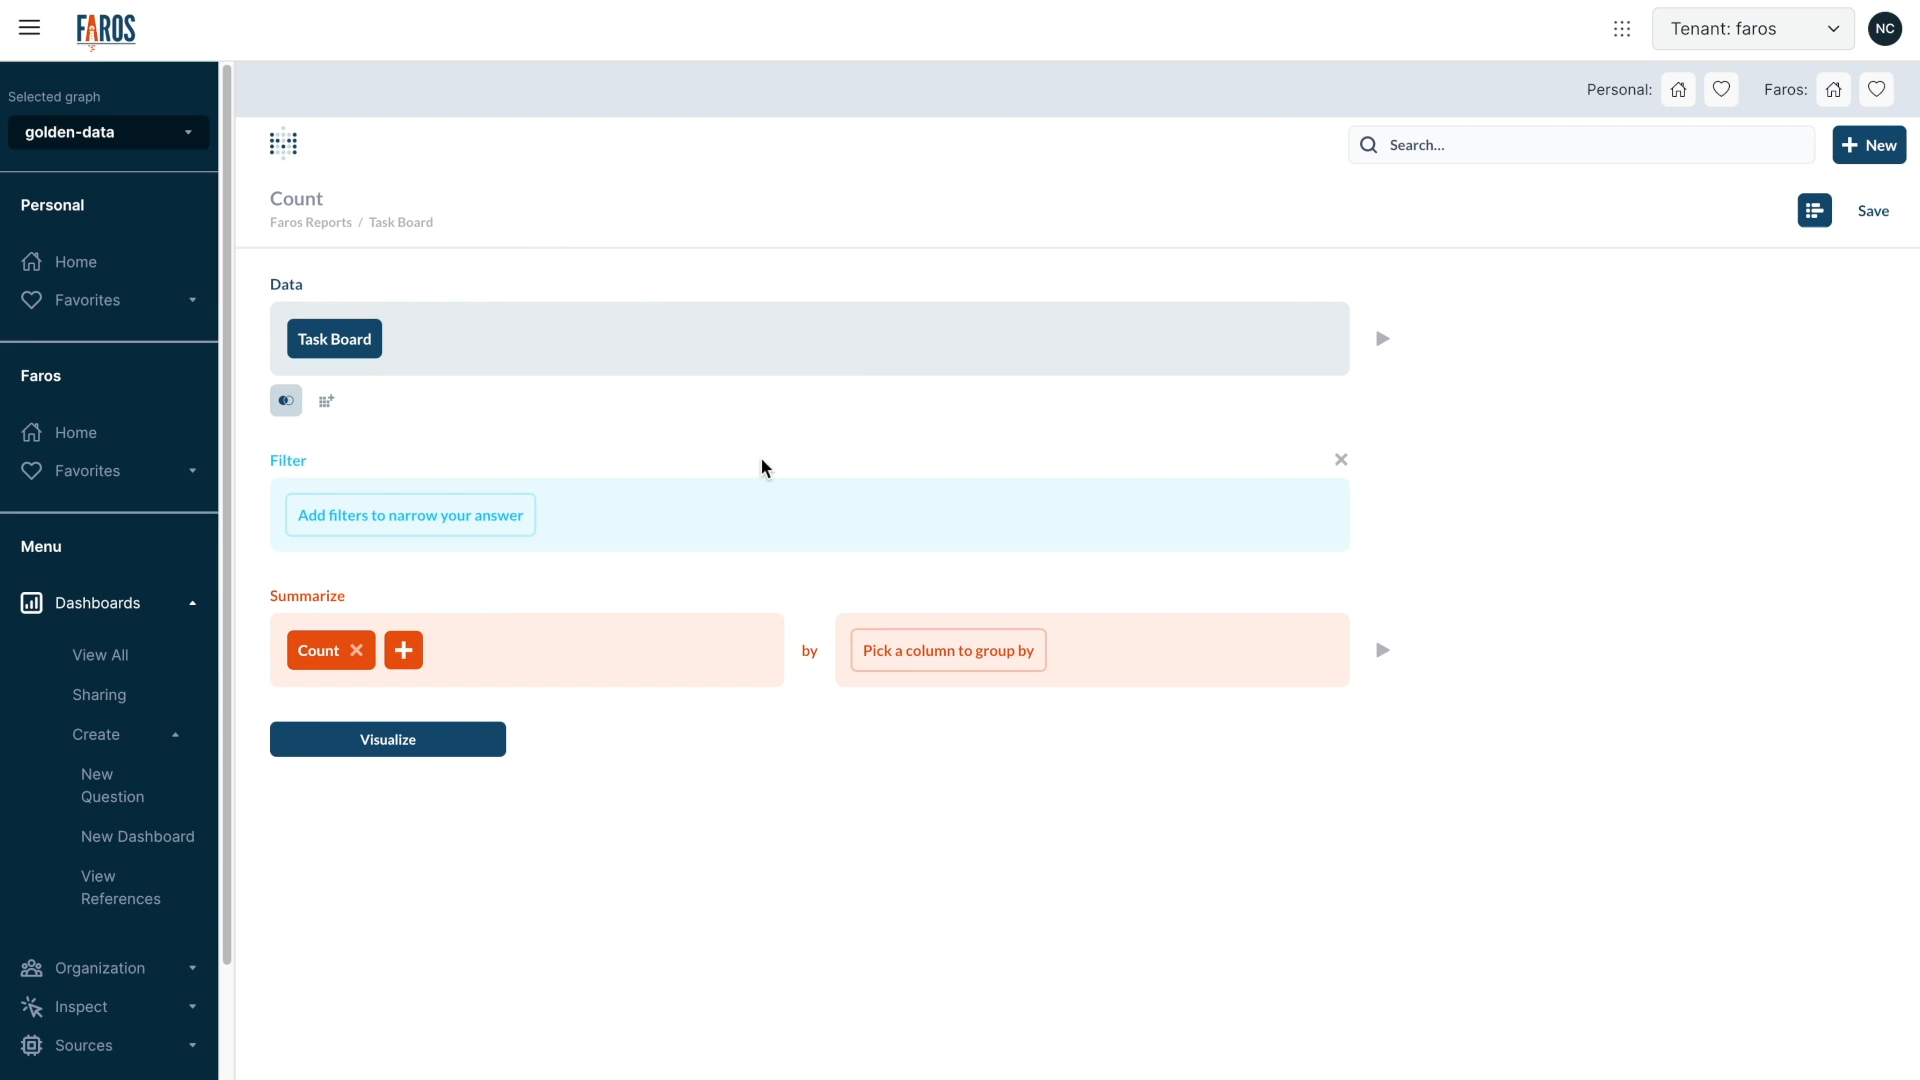 FAROS
Tenant: faros
NC
Selected graph
golden-data
Personal:
Faros:
Search...
New
Personal
Count
Faros Reports / Task Board
Save
Home
Favorites
Data
Task Board
Faros
Home
Favorites
Filter
Add filters to narrow your answer
Menu
Summarize
Dashboards
Count
by
Pick a column to group by
View All
Sharing
Create
Visualize
New
Question
New Dashboard
View
References
Organization
Inspect
Sources